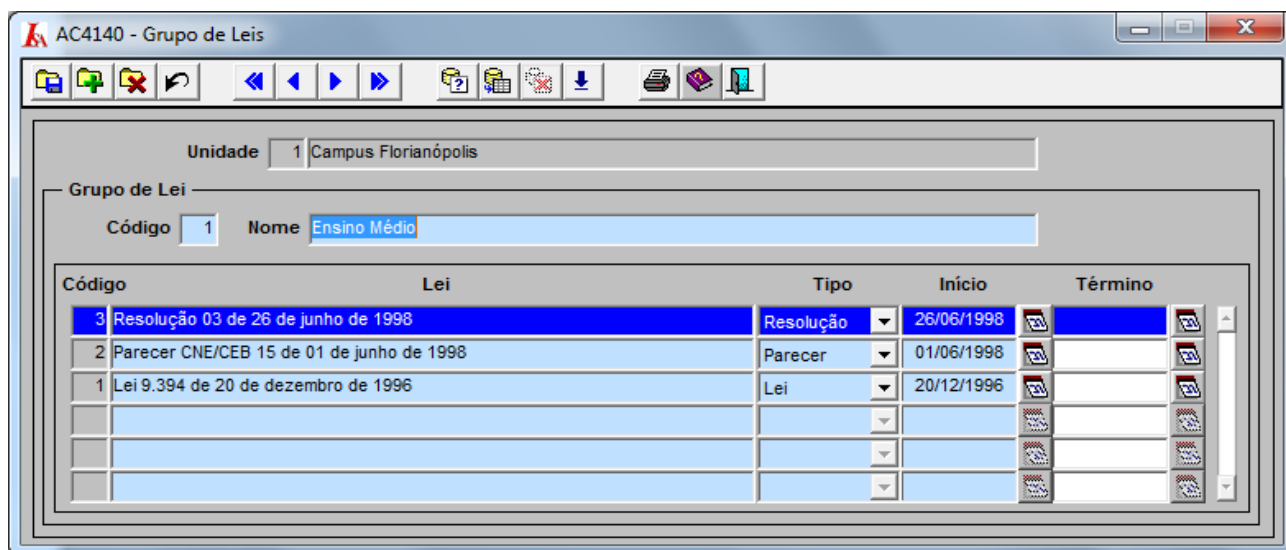 AC4140 - Grupo de Leis
Unidade 1 Campus Florianópolis
Grupo de Lei
Código 1 Nome Ensino Médio
Código Lei Tipo Início Término
3 Resolução 03 de 26 de junho de 1998 Resolução 26/06/1998
2 Parecer CNE/CEB 15 de 01 de junho de 1998 Parecer 01/06/1998
1 Lei 9.394 de 20 de dezembro de 1996 Lei 20/12/1996